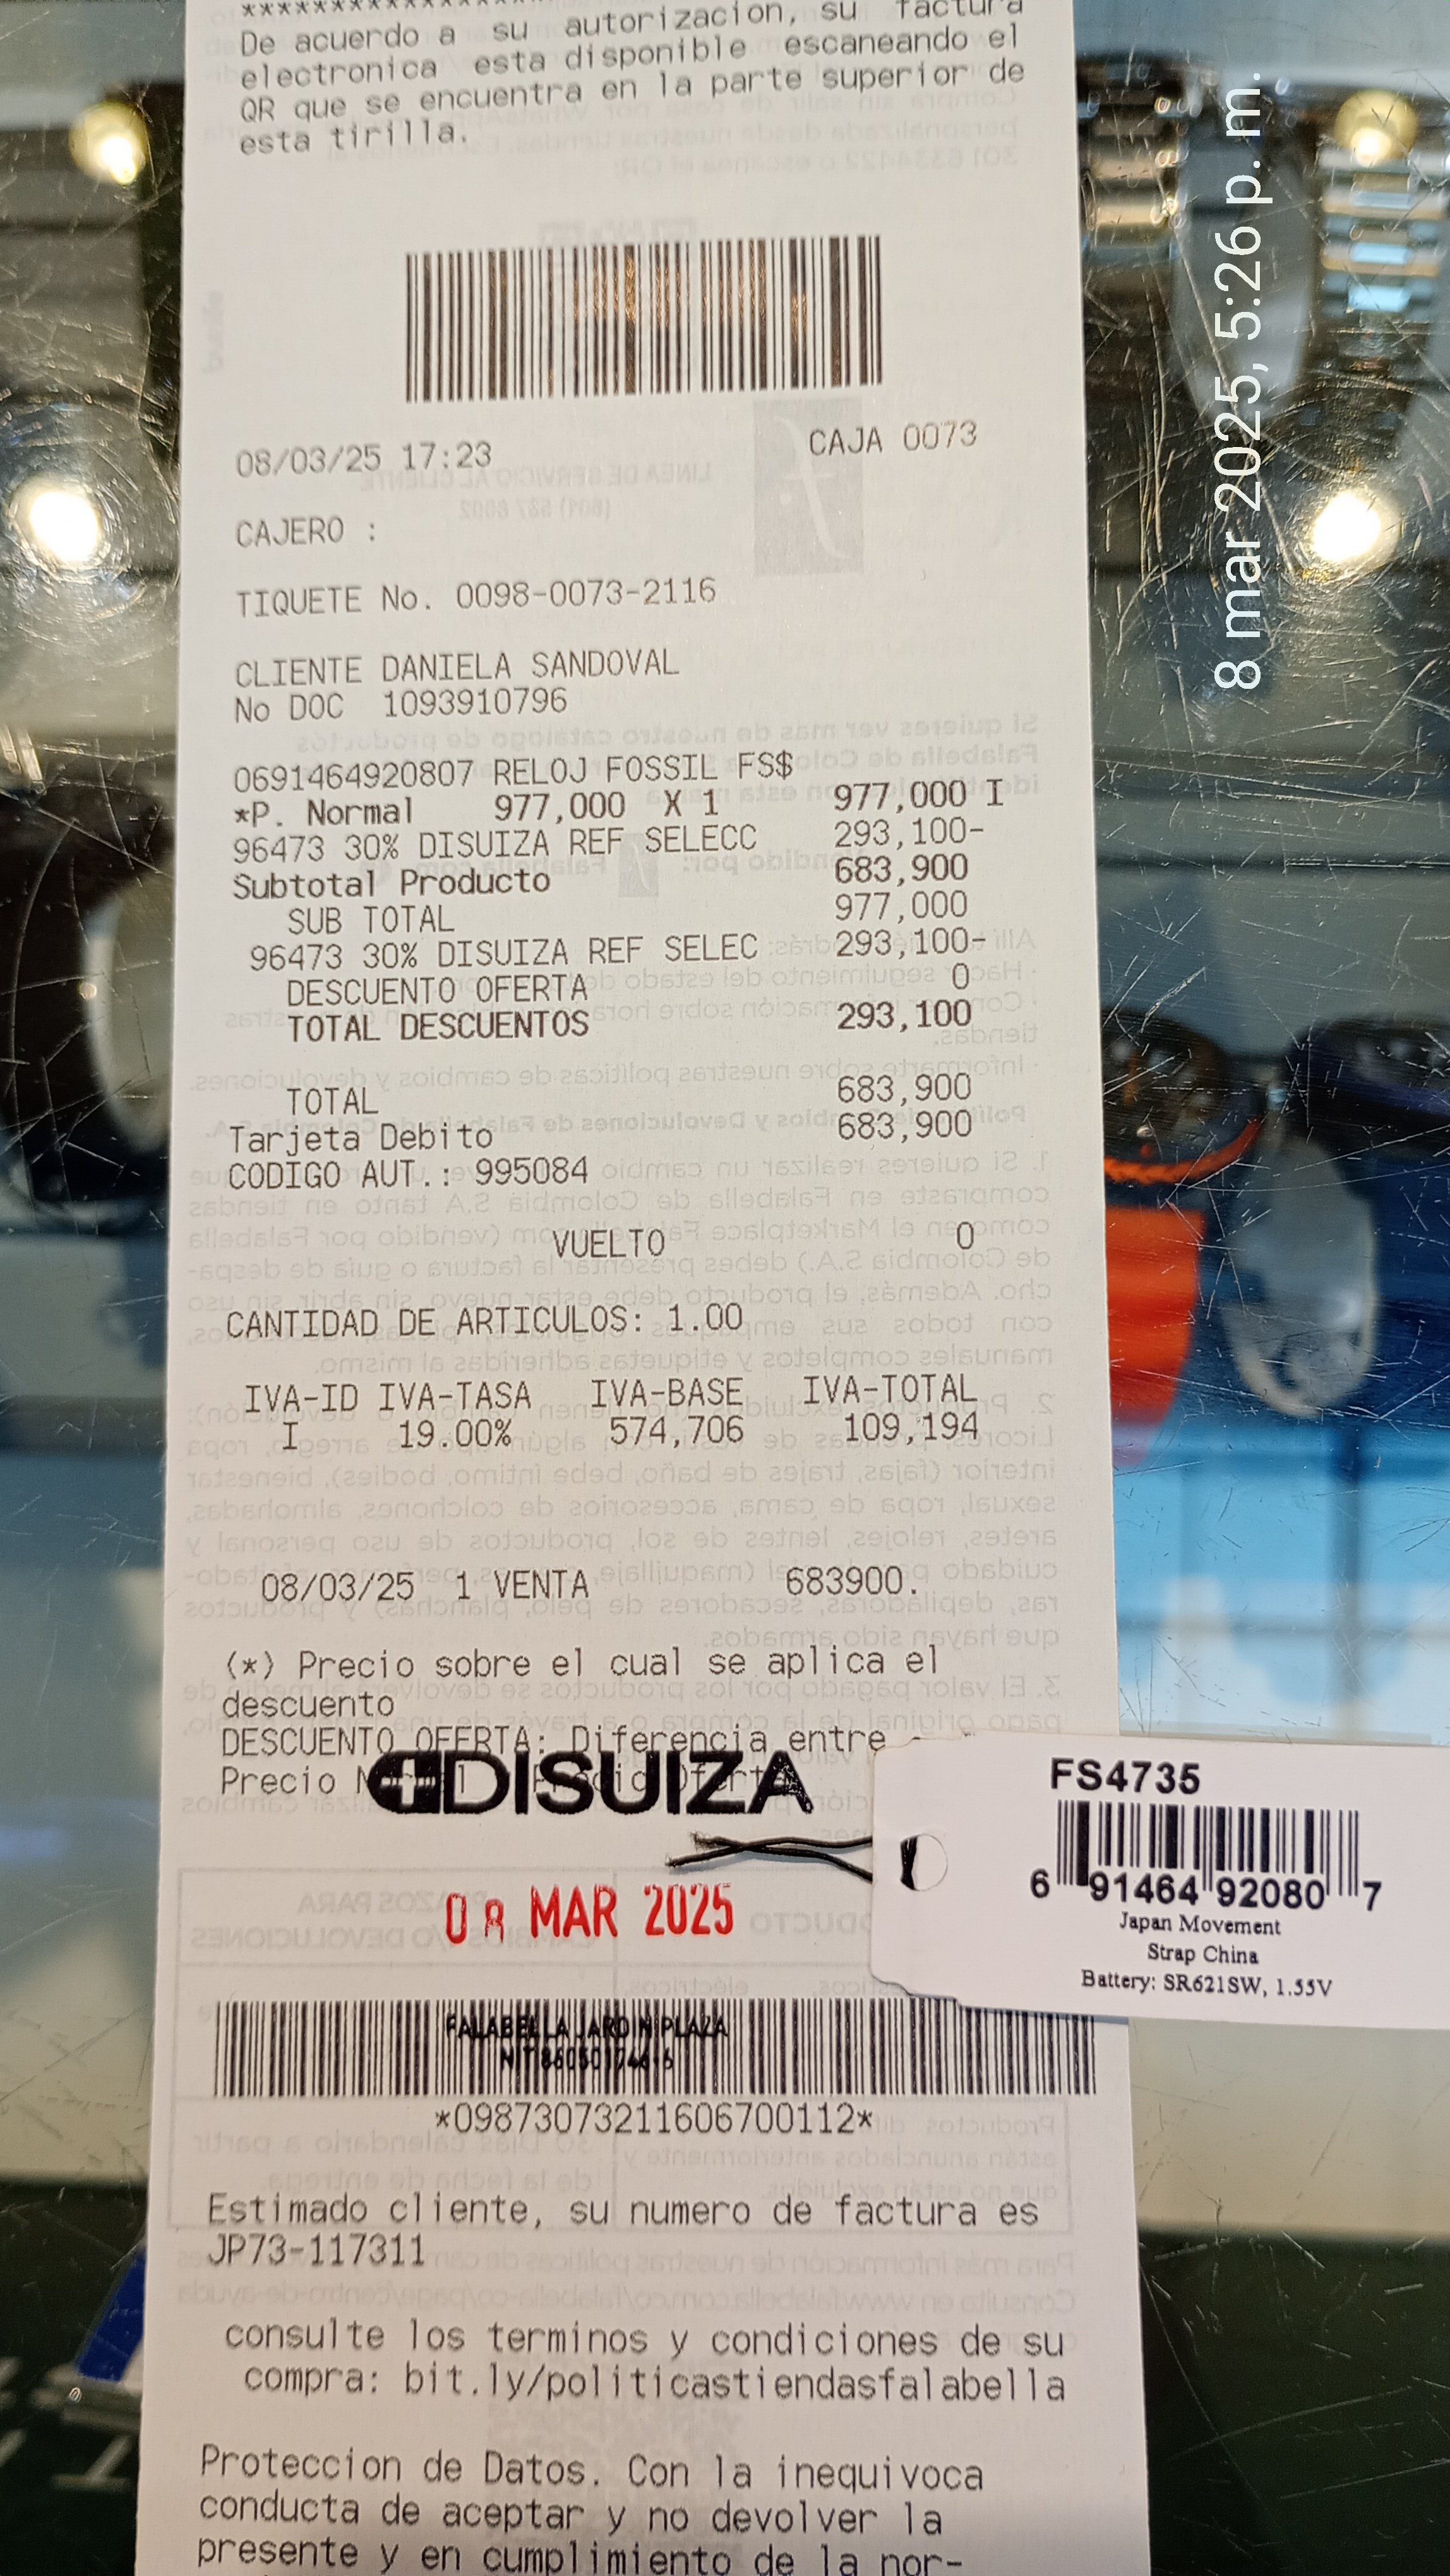 De acuerdo a su autorizacion, su factura
electronica esta disponible escaneando el
QR que se encuentra en la parte superior de
esta tirilla.
8 mar 2025, 5:26 p. m.
08/03/25 17:23 CAJA 0073
CAJERO :
TIQUETE No. 0098-0073-2116
CLIENTE DANIELA SANDOVAL
No DOC 1093910796
0691464920807 RELOJ FOSSIL FS$
*P. Normal 977,000 X 1 977,000 I
96473 30% DISUIZA REF SELECC 293,100-
Subtotal Producto 683,900
SUB TOTAL 977,000
96473 30% DISUIZA REF SELEC 293,100-
DESCUENTO OFERTA 0
TOTAL DESCUENTOS 293,100
TOTAL 683,900
Tarjeta Debito 683,900
CODIGO AUT.: 995084
VUELTO 0
CANTIDAD DE ARTICULOS: 1.00
IVA-ID IVA-TASA IVA-BASE IVA-TOTAL
I 19.00% 574,706 109,194
08/03/25 1 VENTA 683900.
(*) Precio sobre el cual se aplica el
descuento
DESCUENTO OFERTA: Diferencia entre
Precio Normal
DISUIZA
08 MAR 2025
FS4735
6 91464 92080 7
Japan Movement
Strap China
Battery: SR621SW, 1.55V
FALABELLA JARDIN PLAZA
*09873073211606700112*
Estimado cliente, su numero de factura es
JP73-117311
consulte los terminos y condiciones de su
compra: bit.ly/politicastiendasfalabella
Proteccion de Datos. Con la inequivoca
conducta de aceptar y no devolver la
presente y en cumplimiento de la nor-